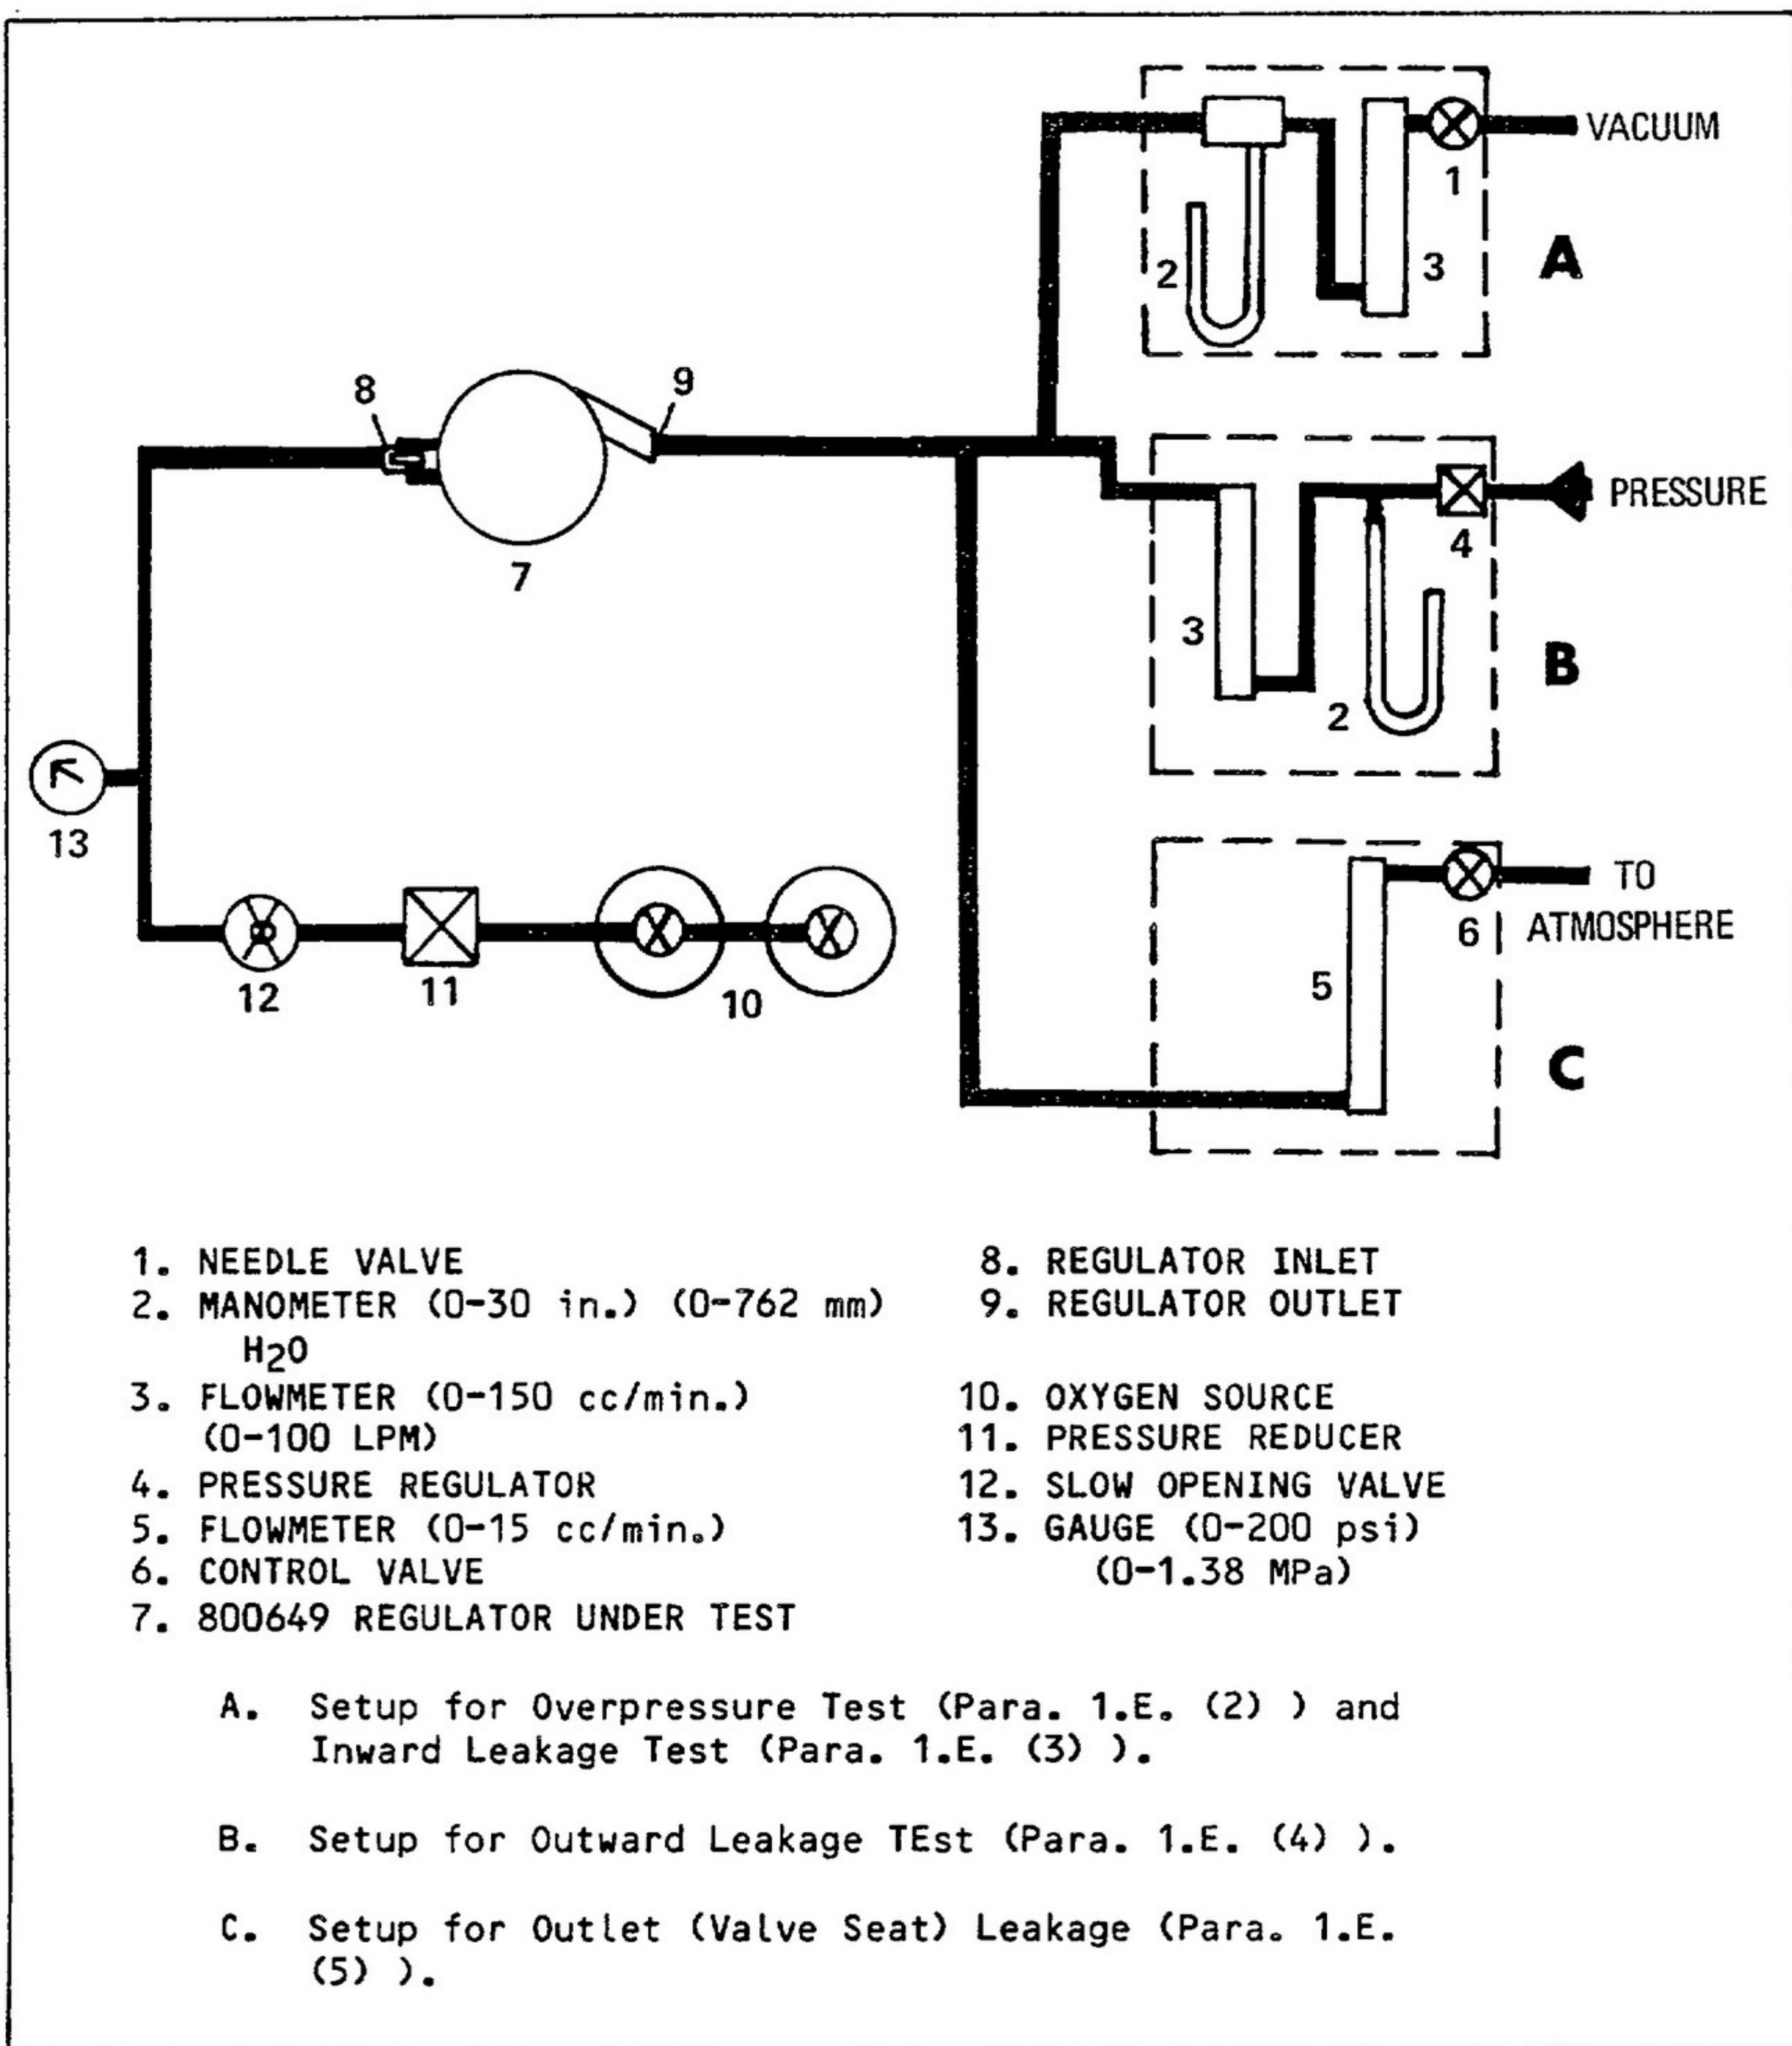 VACUUM
1
2
3
A
8
9
7
PRESSURE
4
3
2
B
13
12
11
10
TO
ATMOSPHERE
6
5
C
1. NEEDLE VALVE
2. MANOMETER (0-30 in.) (0-762 mm)
H2O
3. FLOWMETER (0-150 cc/min.)
(0-100 LPM)
4. PRESSURE REGULATOR
5. FLOWMETER (0-15 cc/min.)
6. CONTROL VALVE
7. 800649 REGULATOR UNDER TEST
8. REGULATOR INLET
9. REGULATOR OUTLET
10. OXYGEN SOURCE
11. PRESSURE REDUCER
12. SLOW OPENING VALVE
13. GAUGE (0-200 psi)
(0-1.38 MPa)
A. Setup for Overpressure Test (Para. 1.E. (2) ) and
Inward Leakage Test (Para. 1.E. (3) ).
B. Setup for Outward Leakage TEst (Para. 1.E. (4) ).
C. Setup for Outlet (Valve Seat) Leakage (Para. 1.E.
(5) ).